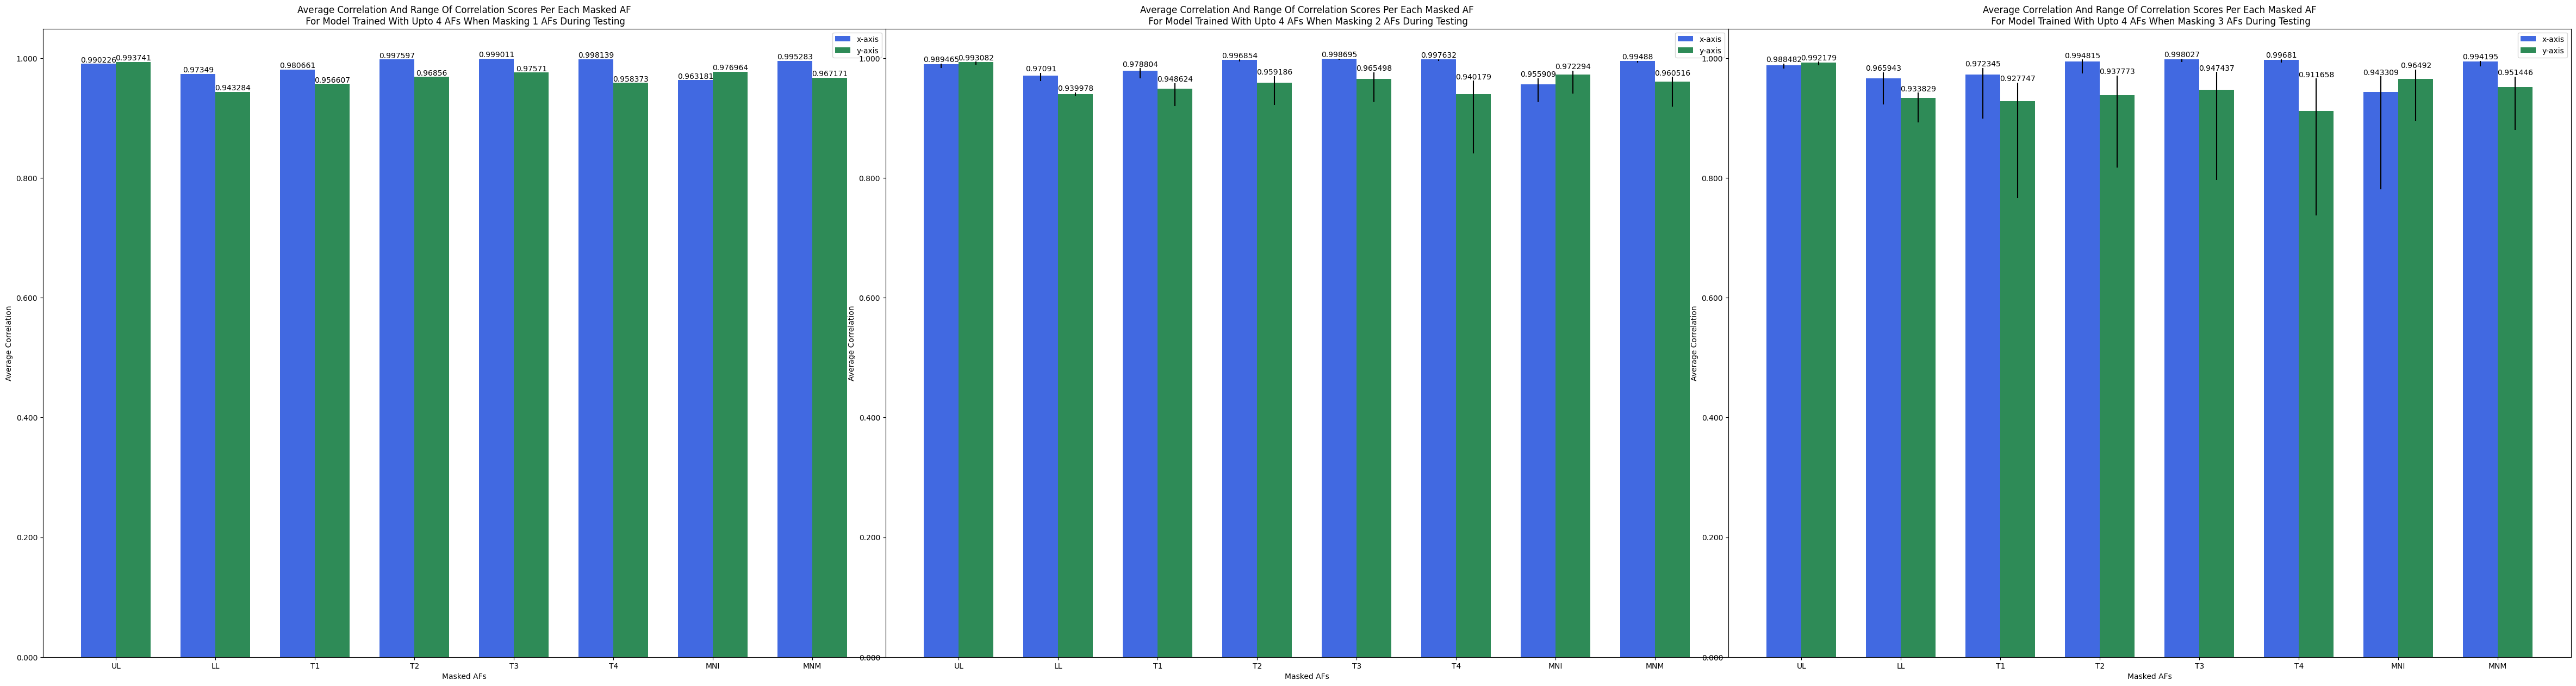 Average Correlation And Range Of Correlation Scores Per Each Masked AF
For Model Trained With Upto 4 AFs When Masking 1 AFs During Testing
x-axis
y-axis
0.990226
0.993741
0.97349
0.943284
0.980661
0.956607
0.997597
0.96856
0.999011
0.97571
0.998139
0.958373
0.963181
0.976964
0.995283
0.967171
1.000
0.800
0.600
0.400
0.200
0.000
Average Correlation
UL
LL
T1
T2
T3
T4
MNI
MNM
Masked AFs
Average Correlation And Range Of Correlation Scores Per Each Masked AF
For Model Trained With Upto 4 AFs When Masking 2 AFs During Testing
x-axis
y-axis
0.989465
0.993082
0.97091
0.939978
0.978804
0.948624
0.996854
0.959186
0.998695
0.965498
0.997632
0.940179
0.955909
0.972294
0.99488
0.960516
1.000
0.800
0.600
0.400
0.200
0.000
Average Correlation
UL
LL
T1
T2
T3
T4
MNI
MNM
Masked AFs
Average Correlation And Range Of Correlation Scores Per Each Masked AF
For Model Trained With Upto 4 AFs When Masking 3 AFs During Testing
x-axis
y-axis
0.988482
0.992179
0.965943
0.933829
0.972345
0.927747
0.994815
0.937773
0.998027
0.947437
0.99681
0.911658
0.943309
0.96492
0.994195
0.951446
1.000
0.800
0.600
0.400
0.200
0.000
Average Correlation
UL
LL
T1
T2
T3
T4
MNI
MNM
Masked AFs